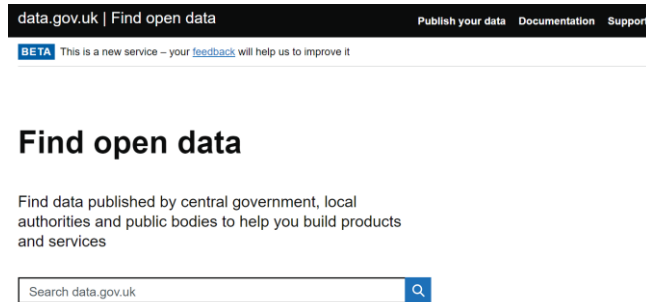 data.gov.uk | Find open data Publish your data Documentation Support
BETA This is a new service – your feedback will help us to improve it
Find open data
Find data published by central government, local
authorities and public bodies to help you build products
and services
Search data.gov.uk